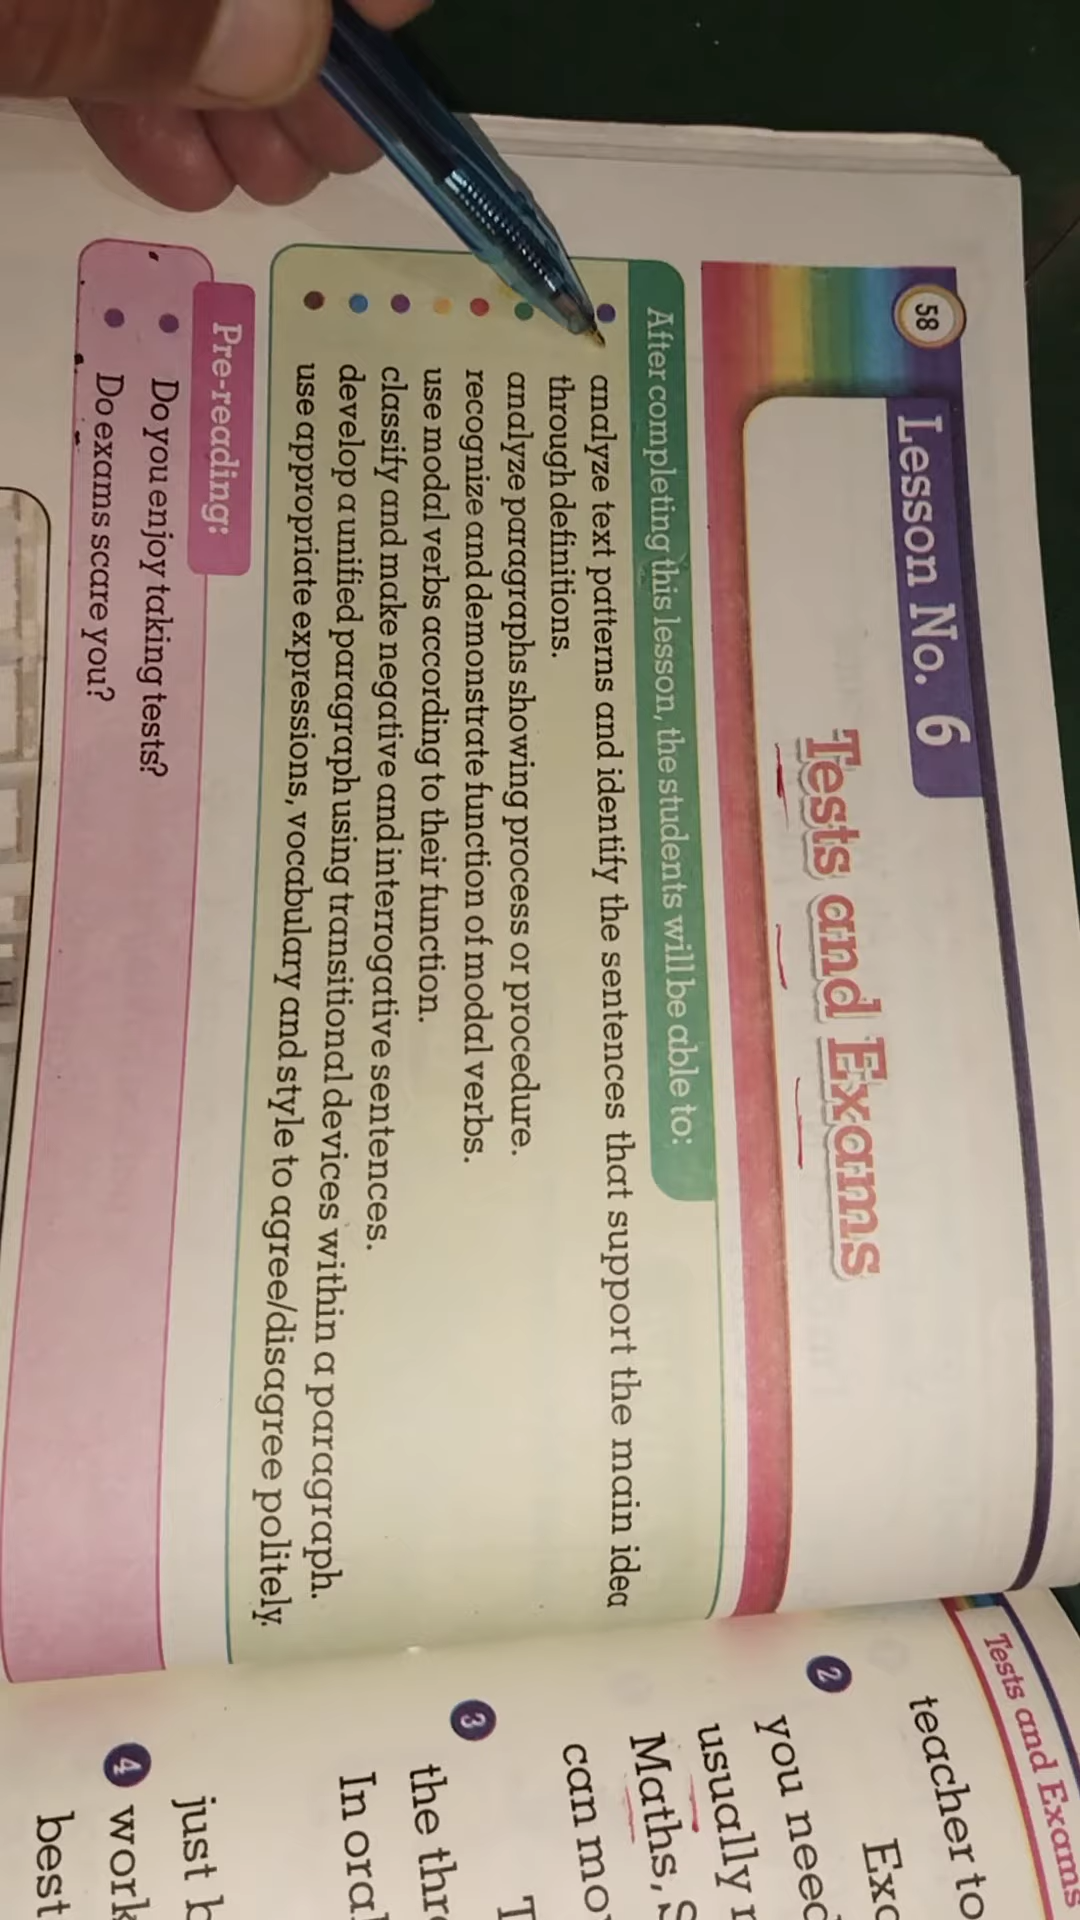 58
Lesson No. 6
Tests and Exams
After completing this lesson, the students will be able to:
analyze text patterns and identify the sentences that support the main idea
through definitions.
analyze paragraphs showing process or procedure.
recognize and demonstrate function of modal verbs.
use modal verbs according to their function.
classify and make negative and interrogative sentences.
develop a unified paragraph using transitional devices within a paragraph.
use appropriate expressions, vocabulary and style to agree/disagree politely.
Pre-reading:
Do you enjoy taking tests?
Do exams scare you?
Tests and Exams
teacher to
2
you need
usually
Maths,
can
3
the
In
just
4 work
best